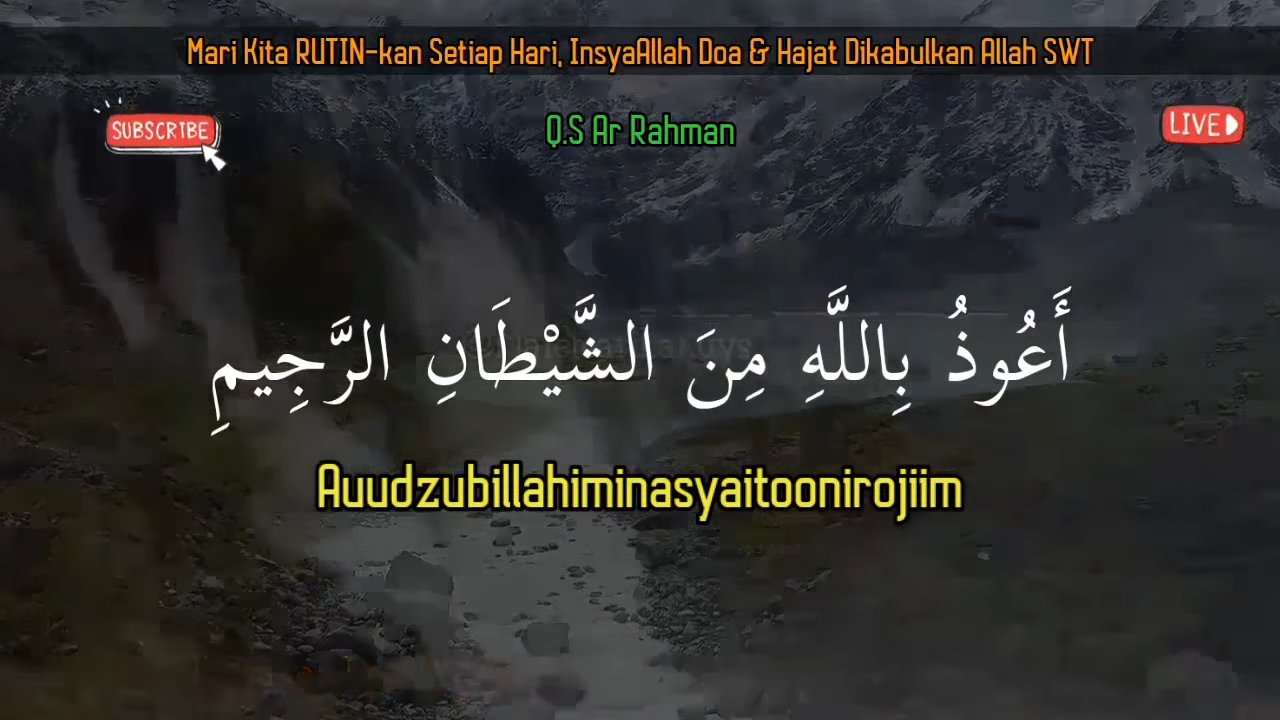 Mari Kita RUTIN-kan Setiap Hari, InsyaAllah Doa & Hajat Dikabulkan Allah SWT
SUBSCRIBE
Q.S Ar Rahman
LIVE
أَعُوذُ بِاللَّهِ مِنَ الشَّيْطَانِ الرَّجِيمِ
Auudzubillahiminasyaitoonirojiim